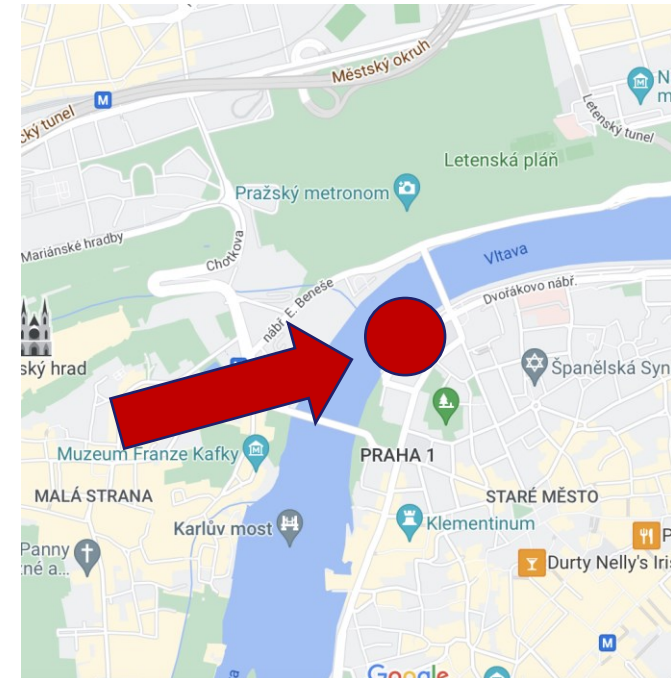 Městský okruh
M
ký tunel
N
m
Letenský tunel
Letenská pláň
Pražský metronom
Mariánské hradby
Chotkova
Vltava
nábř. E. Beneše
Dvořákovo nábř.
ský hrad
Španělská Syn
Muzeum Franze Kafky
PRAHA 1
MALÁ STRANA
STARÉ MĚSTO
Karlův most
Klementinum
P
Panny
né a...
Durty Nelly's Iris
M
a
Google